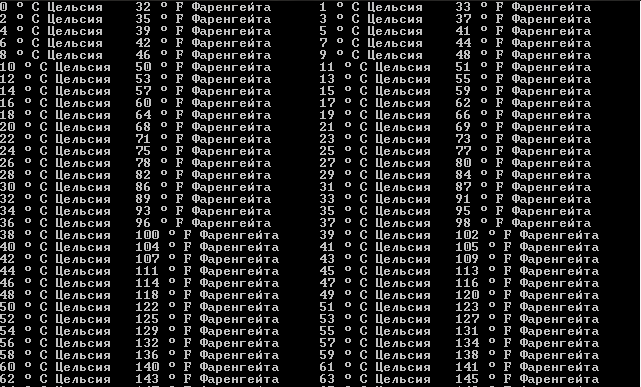 0 º C Цельсия 32 º F Фаренгейта 1 º C Цельсия 33 º F Фаренгейта
2 º C Цельсия 35 º F Фаренгейта 3 º C Цельсия 37 º F Фаренгейта
4 º C Цельсия 39 º F Фаренгейта 5 º C Цельсия 41 º F Фаренгейта
6 º C Цельсия 42 º F Фаренгейта 7 º C Цельсия 44 º F Фаренгейта
8 º C Цельсия 46 º F Фаренгейта 9 º C Цельсия 48 º F Фаренгейта
10 º C Цельсия 50 º F Фаренгейта 11 º C Цельсия 51 º F Фаренгейта
12 º C Цельсия 53 º F Фаренгейта 13 º C Цельсия 55 º F Фаренгейта
14 º C Цельсия 57 º F Фаренгейта 15 º C Цельсия 59 º F Фаренгейта
16 º C Цельсия 60 º F Фаренгейта 17 º C Цельсия 62 º F Фаренгейта
18 º C Цельсия 64 º F Фаренгейта 19 º C Цельсия 66 º F Фаренгейта
20 º C Цельсия 68 º F Фаренгейта 21 º C Цельсия 69 º F Фаренгейта
22 º C Цельсия 71 º F Фаренгейта 23 º C Цельсия 73 º F Фаренгейта
24 º C Цельсия 75 º F Фаренгейта 25 º C Цельсия 77 º F Фаренгейта
26 º C Цельсия 78 º F Фаренгейта 27 º C Цельсия 80 º F Фаренгейта
28 º C Цельсия 82 º F Фаренгейта 29 º C Цельсия 84 º F Фаренгейта
30 º C Цельсия 86 º F Фаренгейта 31 º C Цельсия 87 º F Фаренгейта
32 º C Цельсия 89 º F Фаренгейта 33 º C Цельсия 91 º F Фаренгейта
34 º C Цельсия 93 º F Фаренгейта 35 º C Цельсия 95 º F Фаренгейта
36 º C Цельсия 96 º F Фаренгейта 37 º C Цельсия 98 º F Фаренгейта
38 º C Цельсия 100 º F Фаренгейта 39 º C Цельсия 102 º F Фаренгейта
40 º C Цельсия 104 º F Фаренгейта 41 º C Цельсия 105 º F Фаренгейта
42 º C Цельсия 107 º F Фаренгейта 43 º C Цельсия 109 º F Фаренгейта
44 º C Цельсия 111 º F Фаренгейта 45 º C Цельсия 113 º F Фаренгейта
46 º C Цельсия 114 º F Фаренгейта 47 º C Цельсия 116 º F Фаренгейта
48 º C Цельсия 118 º F Фаренгейта 49 º C Цельсия 120 º F Фаренгейта
50 º C Цельсия 122 º F Фаренгейта 51 º C Цельсия 123 º F Фаренгейта
52 º C Цельсия 125 º F Фаренгейта 53 º C Цельсия 127 º F Фаренгейта
54 º C Цельсия 129 º F Фаренгейта 55 º C Цельсия 131 º F Фаренгейта
56 º C Цельсия 132 º F Фаренгейта 57 º C Цельсия 134 º F Фаренгейта
58 º C Цельсия 136 º F Фаренгейта 59 º C Цельсия 138 º F Фаренгейта
60 º C Цельсия 140 º F Фаренгейта 61 º C Цельсия 141 º F Фаренгейта
62 º C Цельсия 143 º F Фаренгейта 63 º C Цельсия 145 º F Фаренгейта